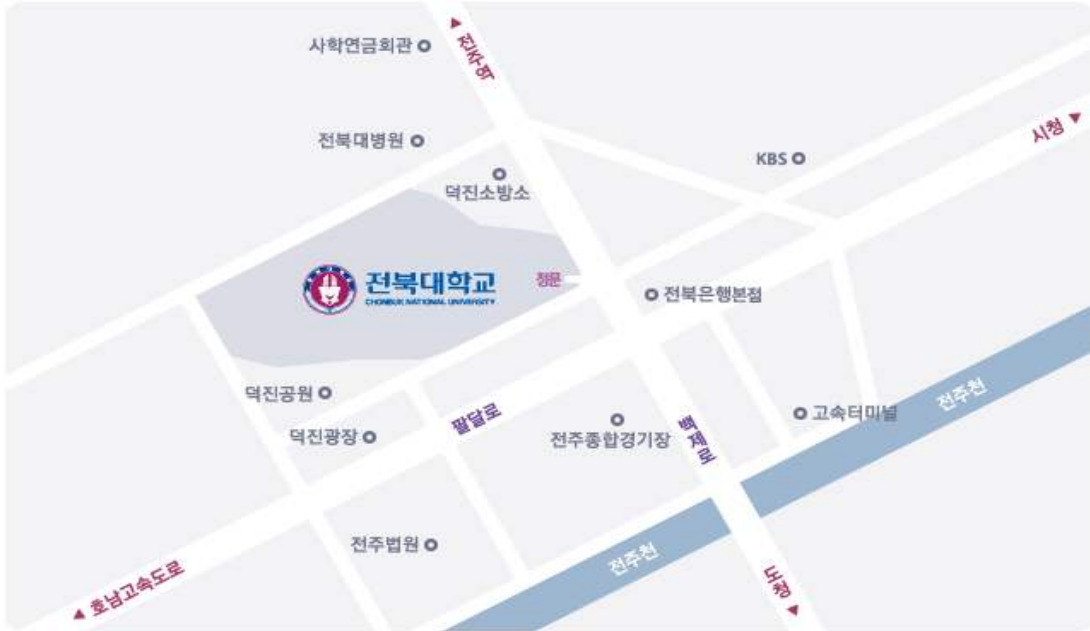 사학연금회관
▲ 전주역
전북대병원
KBS
시청 ▶
덕진소방소
전북대학교
CHONBUK NATIONAL UNIVERSITY
정문
전북은행본점
덕진공원
덕진광장
팔달로
전주종합경기장
백제로
고속터미널
전주천
전주법원
전주천
◀ 호남고속도로
도청 ▼